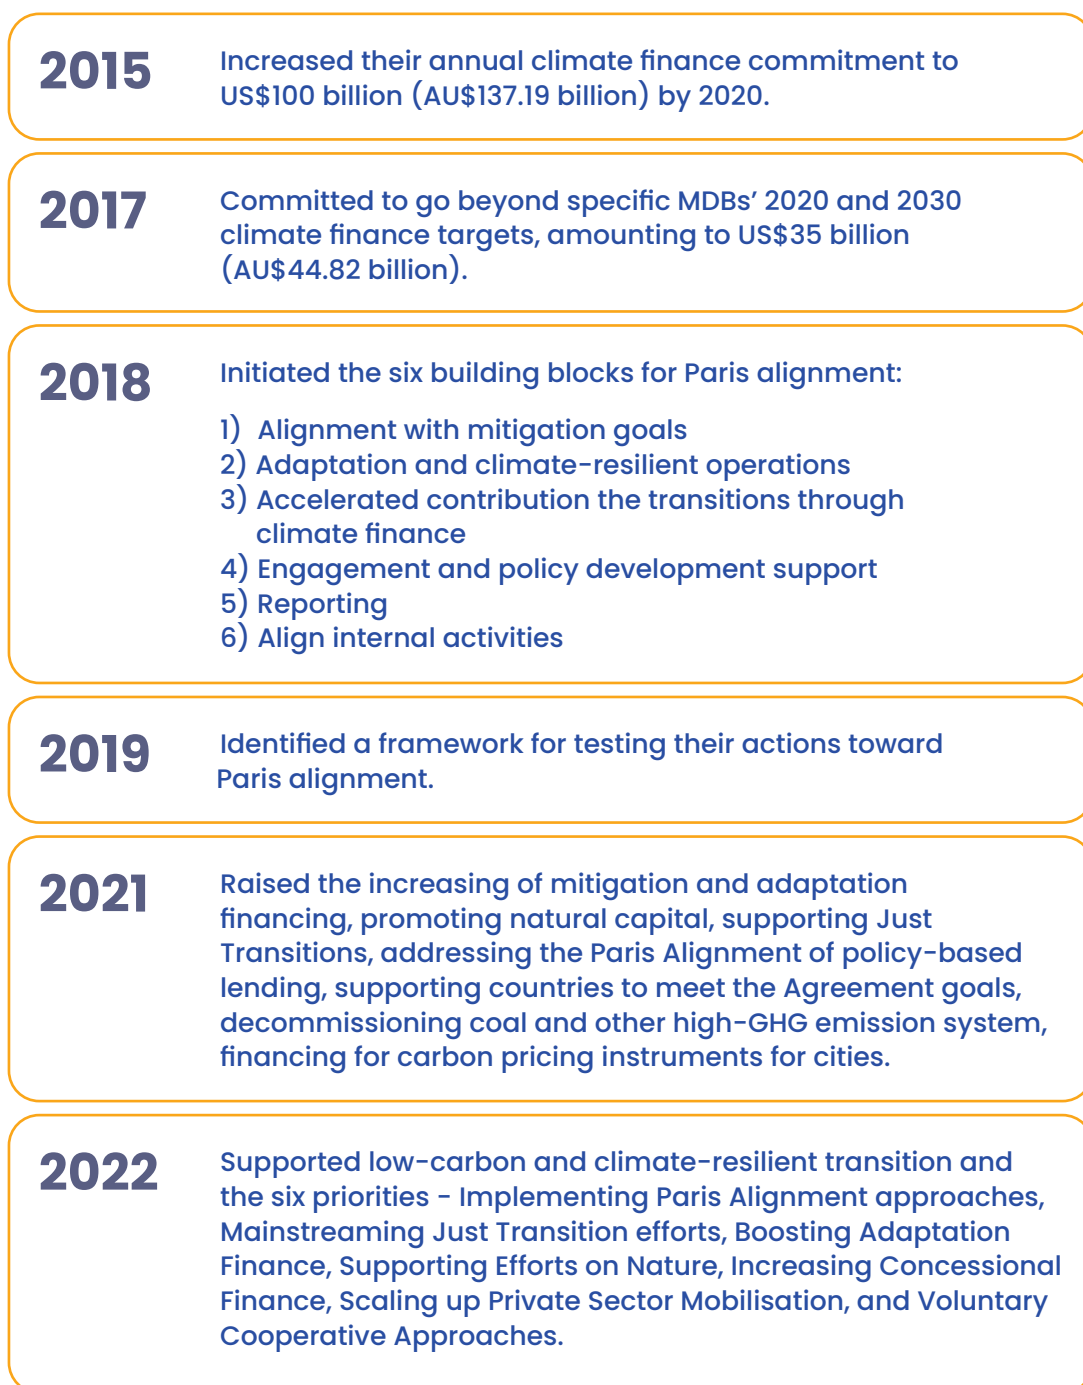 2015
Increased their annual climate finance commitment to
US$100 billion (AU$137.19 billion) by 2020.
2017
Committed to go beyond specific MDBs’ 2020 and 2030
climate finance targets, amounting to US$35 billion
(AU$44.82 billion).
2018
Initiated the six building blocks for Paris alignment:
1) Alignment with mitigation goals
2) Adaptation and climate-resilient operations
3) Accelerated contribution the transitions through
climate finance
4) Engagement and policy development support
5) Reporting
6) Align internal activities
2019
Identified a framework for testing their actions toward
Paris alignment.
2021
Raised the increasing of mitigation and adaptation
financing, promoting natural capital, supporting Just
Transitions, addressing the Paris Alignment of policy-based
lending, supporting countries to meet the Agreement goals,
decommissioning coal and other high-GHG emission system,
financing for carbon pricing instruments for cities.
2022
Supported low-carbon and climate-resilient transition and
the six priorities - Implementing Paris Alignment approaches,
Mainstreaming Just Transition efforts, Boosting Adaptation
Finance, Supporting Efforts on Nature, Increasing Concessional
Finance, Scaling up Private Sector Mobilisation, and Voluntary
Cooperative Approaches.